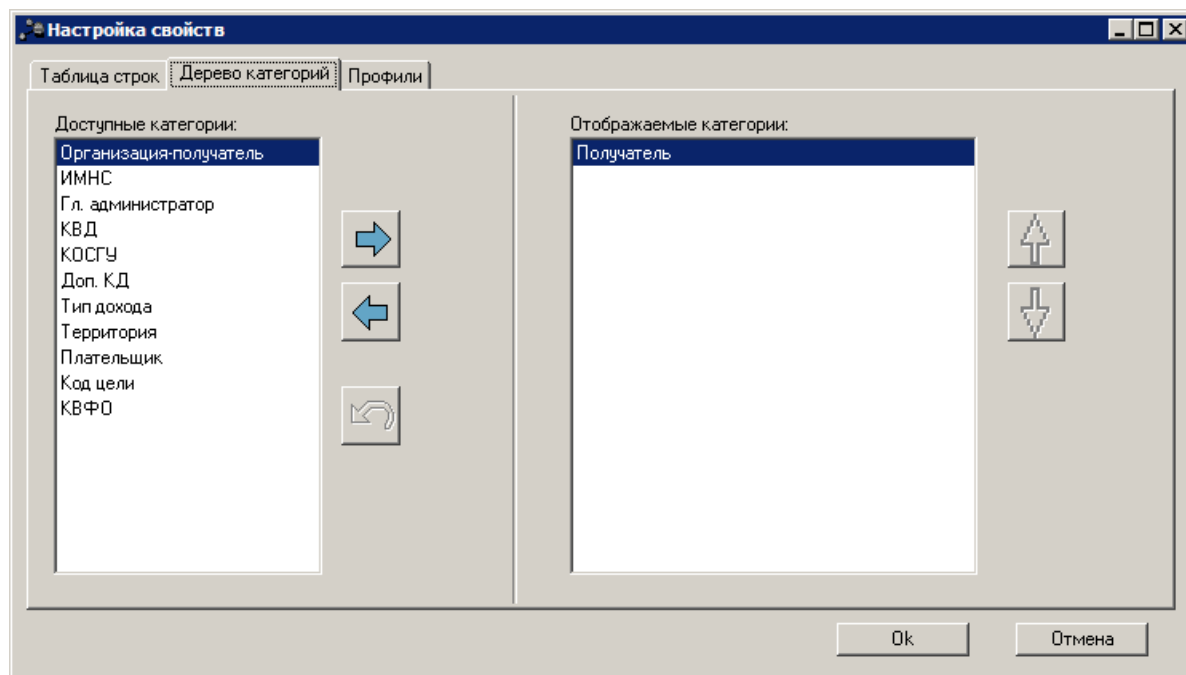 Настройка свойств
Таблица строк Дерево категорий Профили
Доступные категории:
Организация-получатель
ИМНС
Гл. администратор
КВД
КОСГУ
Доп. КД
Тип дохода
Территория
Плательщик
Код цели
КВФО
Отображаемые категории:
Получатель
Ok Отмена